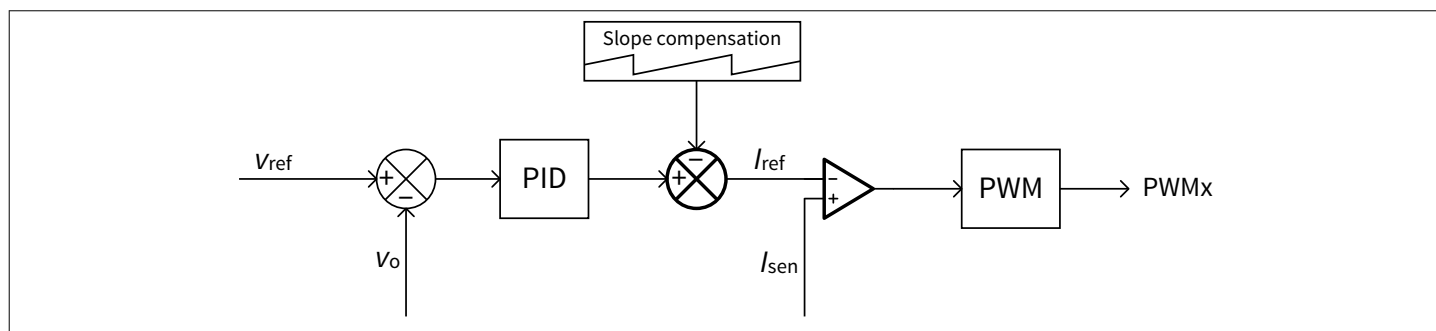 Slope compensation
Vref
+
−
PID
−
+
Iref
−
+
PWM
PWMx
Vo
Isen